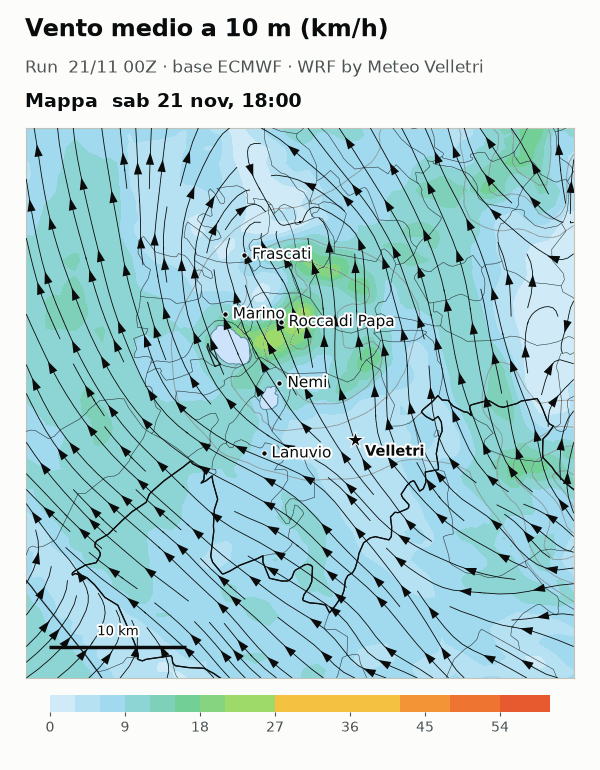 Vento medio a 10 m (km/h)
Run  21/11 00Z · base ECMWF · WRF by Meteo Velletri
Mappa  sab 21 nov, 18:00
Frascati
Marino
Rocca di Papa
Nemi
Velletri
Lanuvio
10 km
0 9 18 27 36 45 54